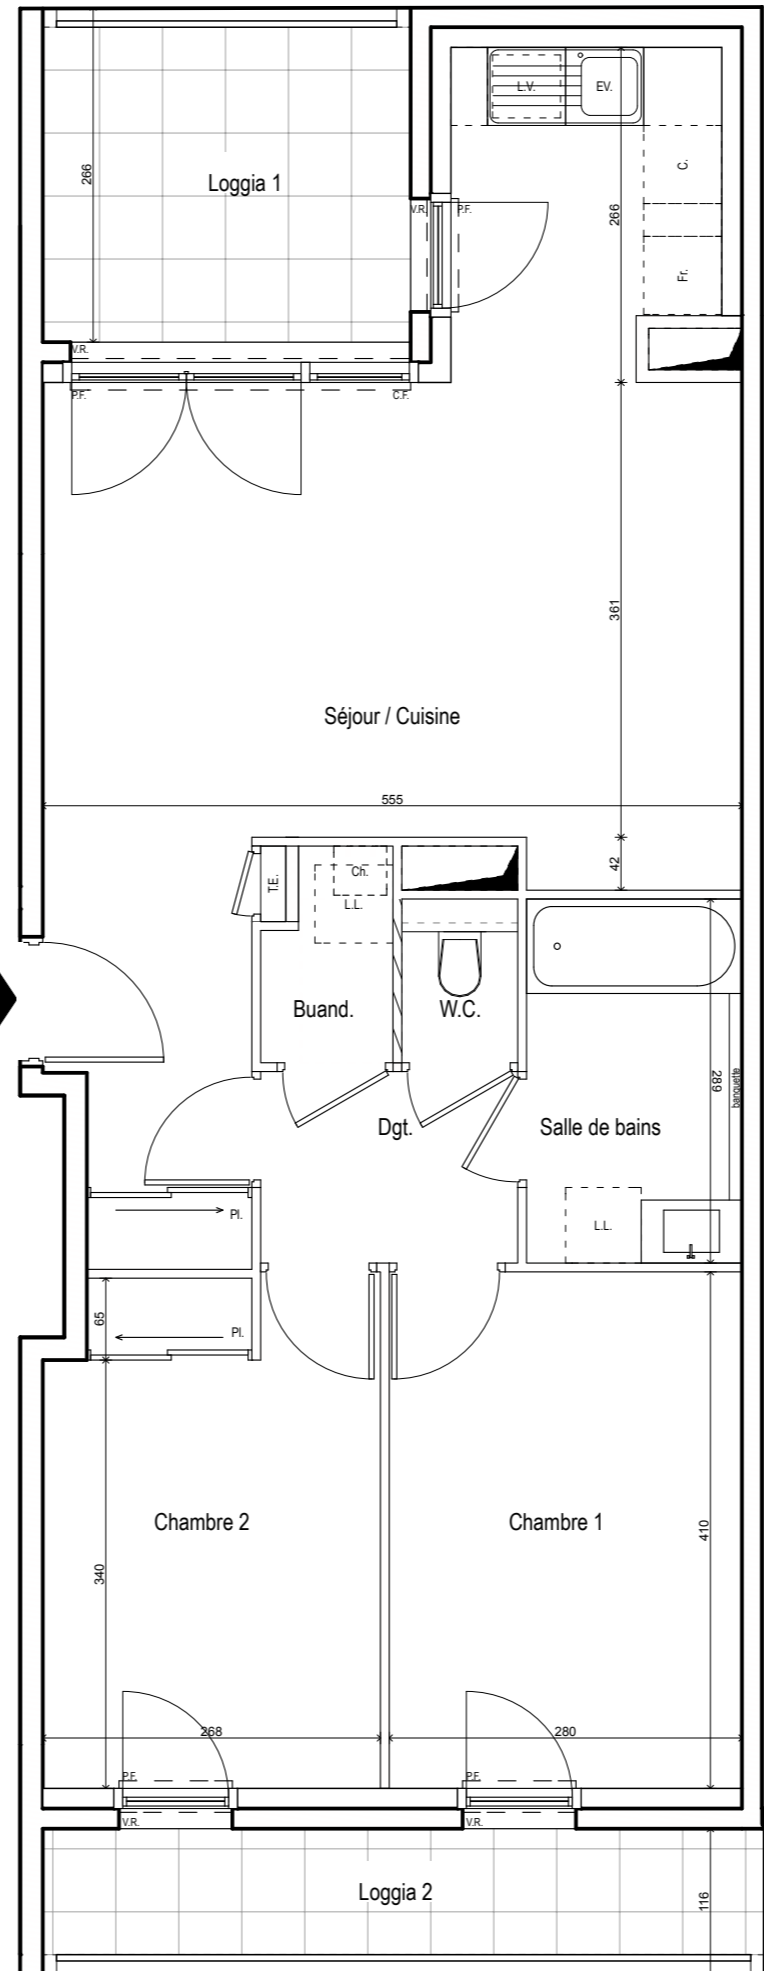 L.V.
EV.
C.
266
Loggia 1
V.R.
P.F.
266
Fr.
V.R.
P.F.
C.F.
361
Séjour / Cuisine
555
42
T.E.
Ch.
L.L.
Buand.
W.C.
289
banquette
Dgt.
Salle de bains
Pl.
L.L.
65
Pl.
Chambre 2
Chambre 1
340
410
268
280
P.F.
P.F.
V.R.
V.R.
Loggia 2
116